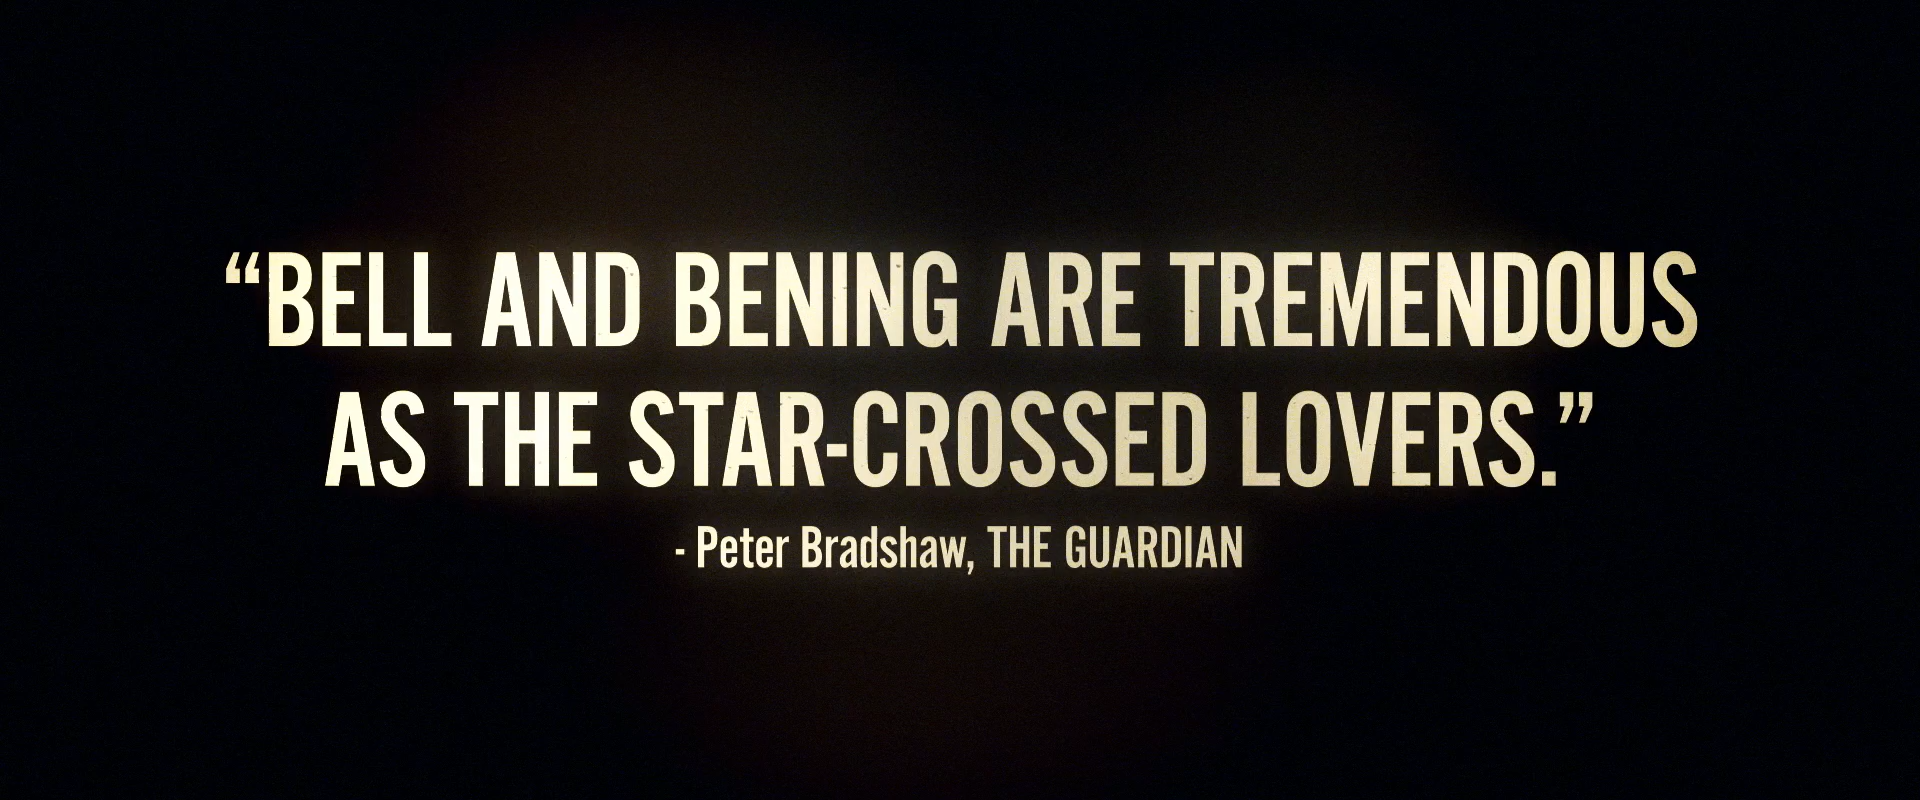 “BELL AND BENING ARE TREMENDOUS
AS THE STAR-CROSSED LOVERS.”
- Peter Bradshaw, THE GUARDIAN